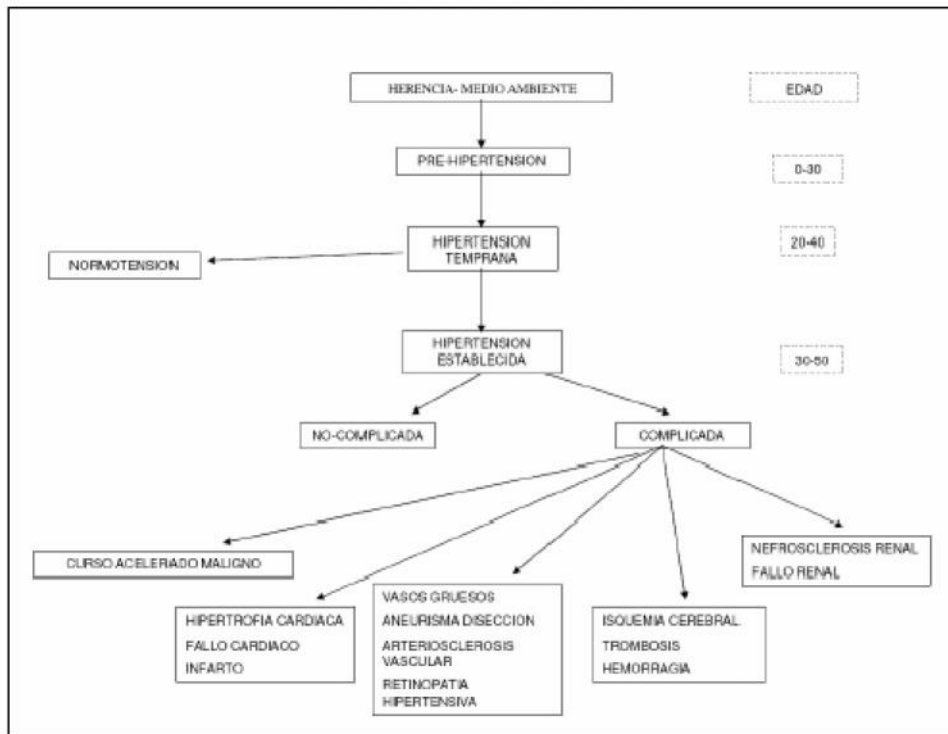 HERENCIA- MEDIO AMBIENTE
EDAD
PRE-HIPERTENSION
0-30
HIPERTENSION
TEMPRANA
20-40
NORMOTENSION
HIPERTENSION
ESTABLECIDA
30-50
NO-COMPLICADA
COMPLICADA
CURSO ACELERIADO MALIGNO
NEFROSCLEROSIS RENAL
FALLO RENAL
HIPERTROFIA CARDIACA
FALLO CARDIACO
INFARTO
VASOS GRUESOS
ANEURISMA DISECCION
ARTERIOSCLEROSIS
VASCULAR
RETINOPATIA
HIPERTENSIVA
ISQUEMIA CEREBRAL.
TROMBOSIS
HEMORRAGIA